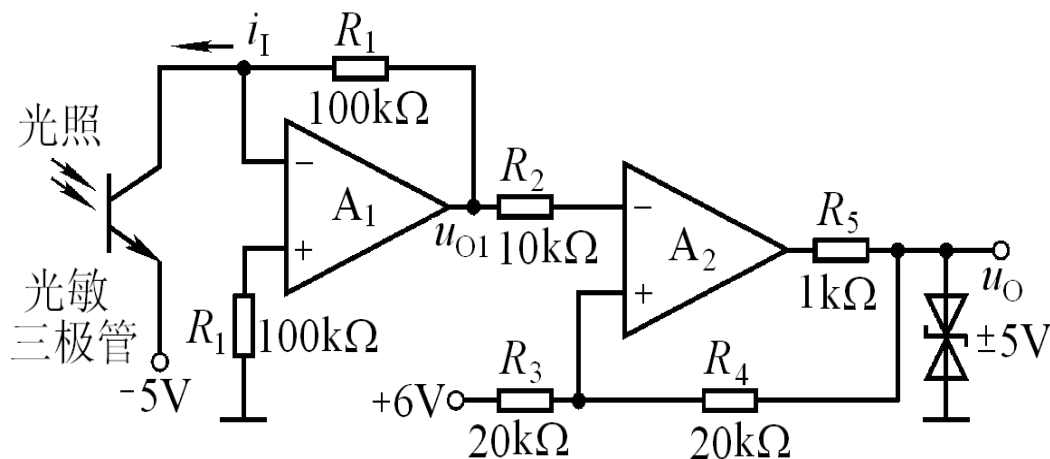 i_I
R_1
100kΩ
光照
A_1
−
+
R_2
10kΩ
u_O1
A_2
−
+
R_5
1kΩ
u_O
±5V
光敏
三极管
R_1
100kΩ
-5V
+6V
R_3
20kΩ
R_4
20kΩ